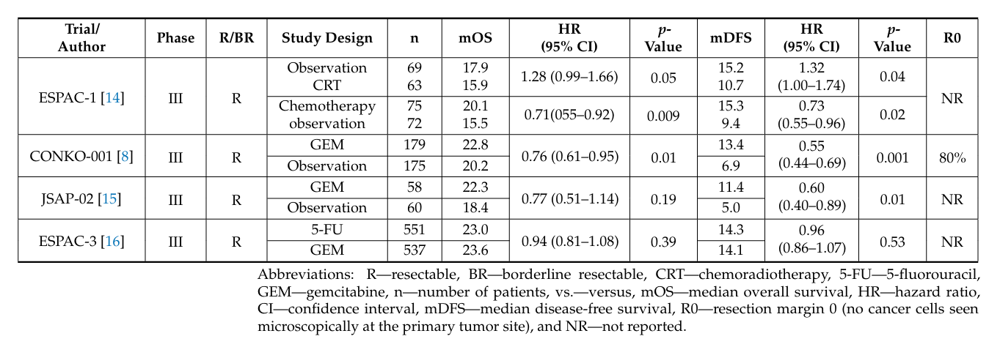 Trial/
Author Phase R/BR Study Design n mOS HR
(95% CI) p-
Value mDFS HR
(95% CI) p-
Value R0
ESPAC-1 [14] III R Observation 69 17.9 1.28 (0.99–1.66) 0.05 15.2 1.32
(1.00–1.74) 0.04 NR
CRT 63 15.9 10.7
Chemotherapy 75 20.1 0.71(055–0.92) 0.009 15.3 0.73
(0.55–0.96) 0.02
observation 72 15.5 9.4
CONKO-001 [8] III R GEM 179 22.8 0.76 (0.61–0.95) 0.01 13.4 0.55
(0.44–0.69) 0.001 80%
Observation 175 20.2 6.9
JSAP-02 [15] III R GEM 58 22.3 0.77 (0.51–1.14) 0.19 11.4 0.60
(0.40–0.89) 0.01 NR
Observation 60 18.4 5.0
ESPAC-3 [16] III R 5-FU 551 23.0 0.94 (0.81–1.08) 0.39 14.3 0.96
(0.86–1.07) 0.53 NR
GEM 537 23.6 14.1
Abbreviations: R—resectable, BR—borderline resectable, CRT—chemoradiotherapy, 5-FU—5-fluorouracil,
GEM—gemcitabine, n—number of patients, vs.—versus, mOS—median overall survival, HR—hazard ratio,
CI—confidence interval, mDFS—median disease-free survival, R0—resection margin 0 (no cancer cells seen
microscopically at the primary tumor site), and NR—not reported.